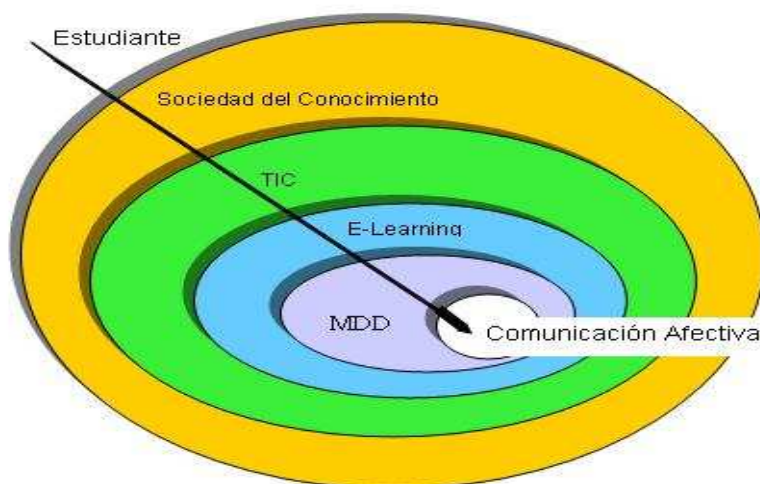 Estudiante
Sociedad del Conocimiento
TIC
E-Learning
MDD
Comunicación Afectiva